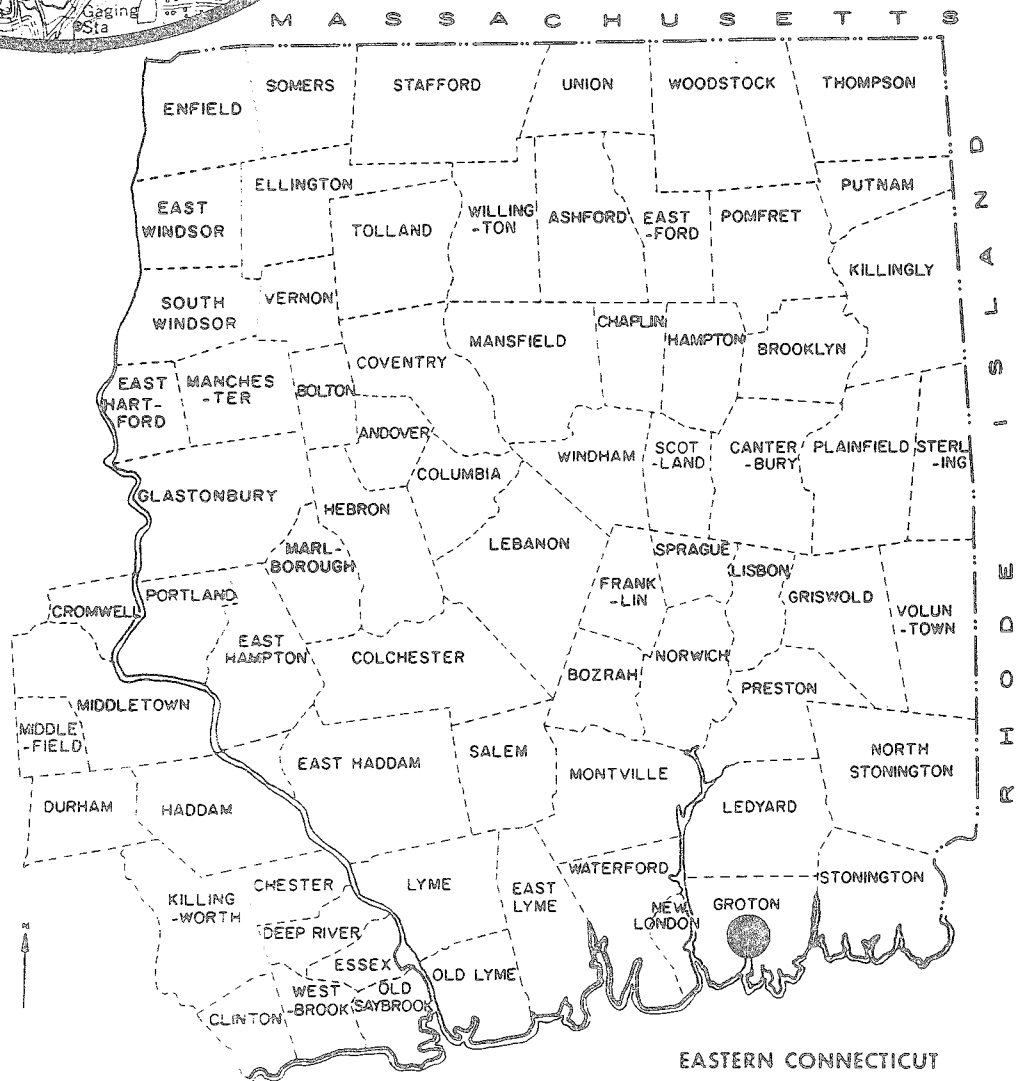 Gaging
Sta
MASSACHUSETTS
SOMERS
STAFFORD
UNION
WOODSTOCK
THOMPSON
ENFIELD
RHODE ISLAND
ELLINGTON
PUTNAM
EAST
WINDSOR
TOLLAND
WILLING
-TON
ASHFORD
EAST
-FORD
POMFRET
KILLINGLY
SOUTH
WINDSOR
VERNON
MANSFIELD
CHAPLIN
HAMPTON
BROOKLYN
COVENTRY
EAST
HART-
FORD
MANCHES
-TER
BOLTON
ANDOVER
COLUMBIA
WINDHAM
SCOT
-LAND
CANTER
-BURY
PLAINFIELD
STERL
-ING
GLASTONBURY
HEBRON
LEBANON
MARL-
BOROUGH
SPRAGUE
LISBON
FRANK
-LIN
GRISWOLD
VOLUN
-TOWN
CROMWELL
PORTLAND
EAST
HAMPTON
COLCHESTER
BOZRAH
NORWICH
PRESTON
MIDDLETOWN
MIDDLE
-FIELD
EAST HADDAM
SALEM
MONTVILLE
NORTH
STONINGTON
DURHAM
HADDAM
LEDYARD
WATERFORD
STONINGTON
KILLING
-WORTH
CHESTER
LYME
EAST
LYME
NEW
LONDON
GROTON
DEEP RIVER
ESSEX
OLD LYME
WEST
-BROOK
OLD
SAYBROOK
CLINTON
N
EASTERN CONNECTICUT